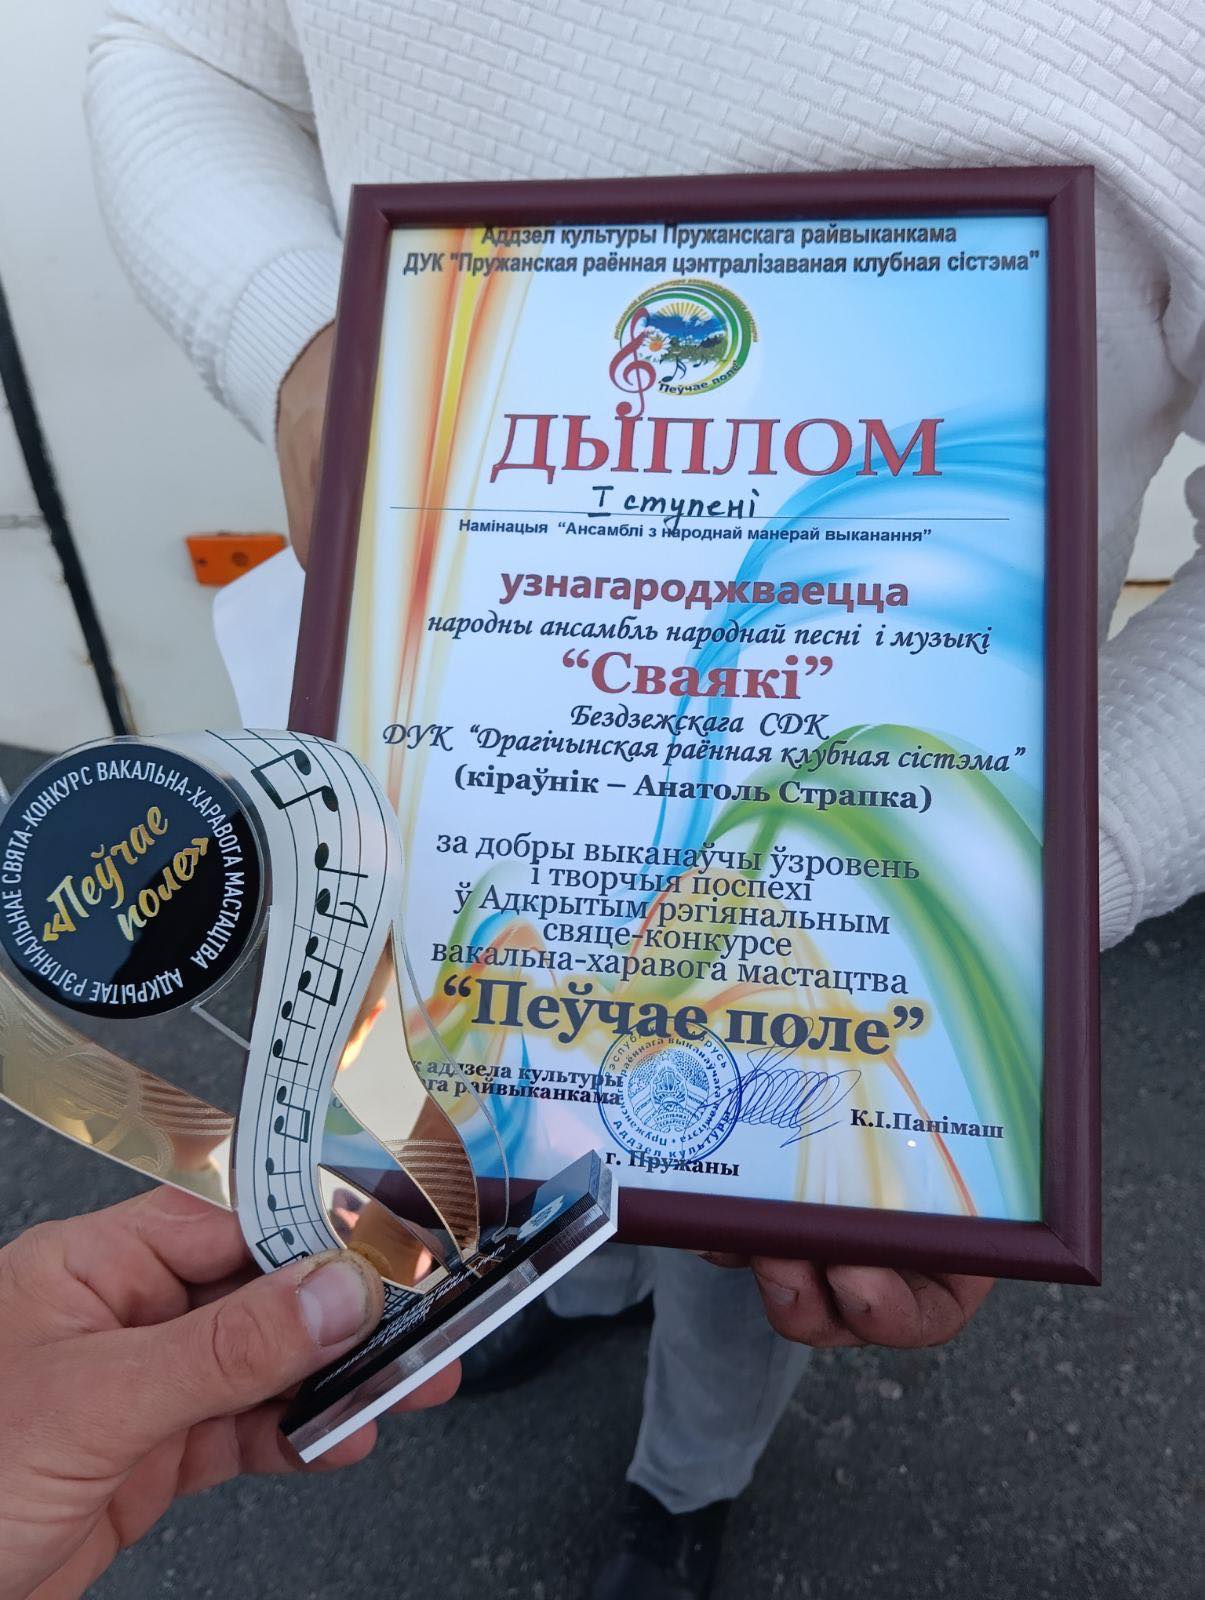 Аддзел культуры Пружанскага райвыканкама
ДУК "Пружанская раённая цэнтралізаваная клубная сістэма"
Пеўчае поле
ДЫПЛОМ
І ступені
Намінацыя “Ансамблі з народнай манерай выканання”
узнагароджваецца
народны ансамбль народнай песні і музыкі
“Сваякі”
Бездзежскага СДК
ДУК “Драгічынская раённая клубная сістэма”
(кіраўнік – Анатоль Страпка)
за добры выканаўчы ўзровень
і творчыя поспехі
ў Адкрытым рэгіянальным
свяце-конкурсе
вакальна-харавога мастацтва
“Пеўчае поле”
аддзела культуры
райвыканкама
К.І.Панімаш
г. Пружаны
АДКРЫТАЕ РЭГІЯНАЛЬНАЕ СВЯТА-КОНКУРС ВАКАЛЬНА-ХАРАВОГА МАСТАЦТВА
«Пеўчае
поле»